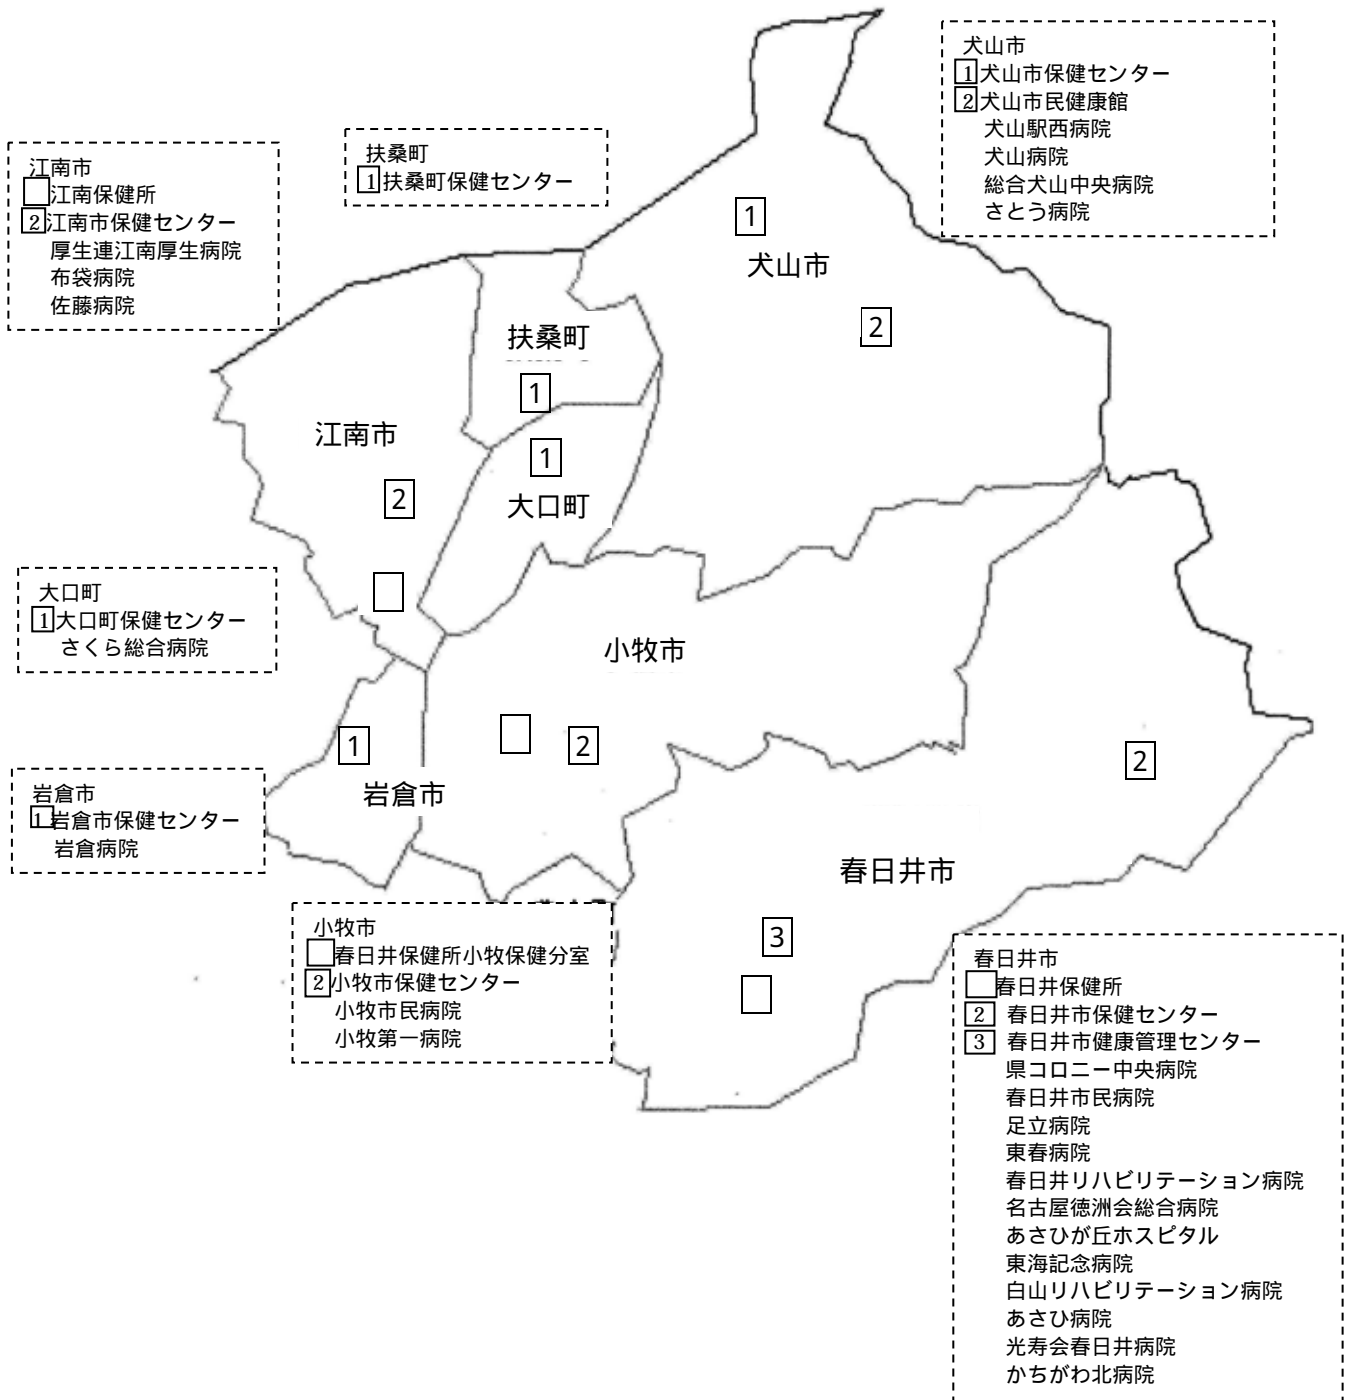 犬山市
1 犬山市保健センター
2 犬山市民健康館
犬山駅西病院
犬山病院
総合犬山中央病院
さとう病院
扶桑町
1 扶桑町保健センター
江南市
江南保健所
2 江南市保健センター
厚生連江南厚生病院
布袋病院
佐藤病院
1
犬山市
2
扶桑町
1
江南市
2
1
大口町
大口町
1 大口町保健センター
さくら総合病院
小牧市
2
1
岩倉市
2
岩倉市
1 岩倉市保健センター
岩倉病院
春日井市
3
小牧市
春日井保健所小牧保健分室
2 小牧市保健センター
小牧市民病院
小牧第一病院
春日井市
春日井保健所
2 春日井市保健センター
3 春日井市健康管理センター
県コロニー中央病院
春日井市民病院
足立病院
東春病院
春日井リハビリテーション病院
名古屋徳洲会総合病院
あさひが丘ホスピタル
東海記念病院
白山リハビリテーション病院
あさひ病院
光寿会春日井病院
かちがわ北病院